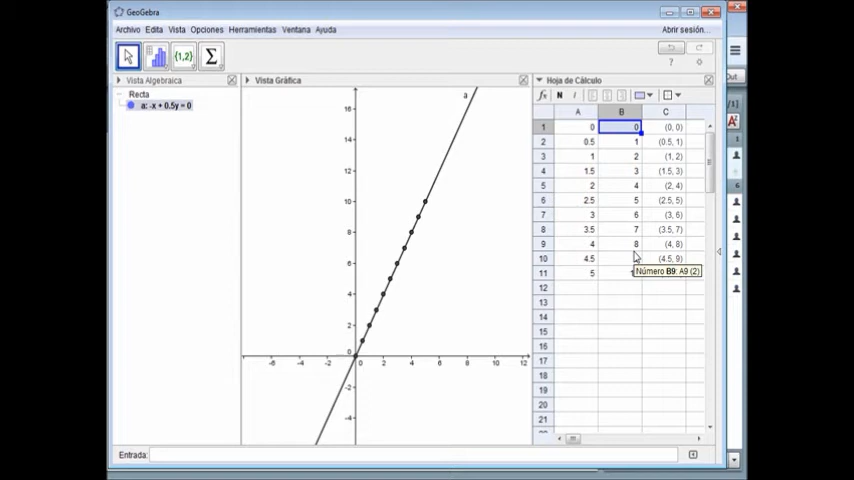 GeoGebra
Archivo Edita Vista Opciones Herramientas Ventana Ayuda
Abrir sesión...
{1,2} Σ
?
Vista Algebraica
Recta
a: -x + 0.5y = 0
Vista Gráfica
a
16
14
12
10
8
6
4
2
0
-2
-4
-6 -4 -2 0 2 4 6 8 10 12
Hoja de Cálculo
fx N I
A B C
1 0 0 (0, 0)
2 0.5 1 (0.5, 1)
3 1 2 (1, 2)
4 1.5 3 (1.5, 3)
5 2 4 (2, 4)
6 2.5 5 (2.5, 5)
7 3 6 (3, 6)
8 3.5 7 (3.5, 7)
9 4 8 (4, 8)
10 4.5 (4.5, 9)
11 5
Número B9: A9 (2)
12
13
14
15
16
17
18
19
20
21
Entrada: